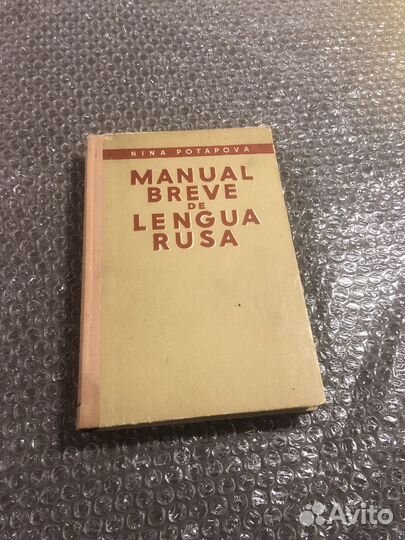 NINA POTAPOVA
MANUAL
BREVE
DE
LENGUA
RUSA
Avito